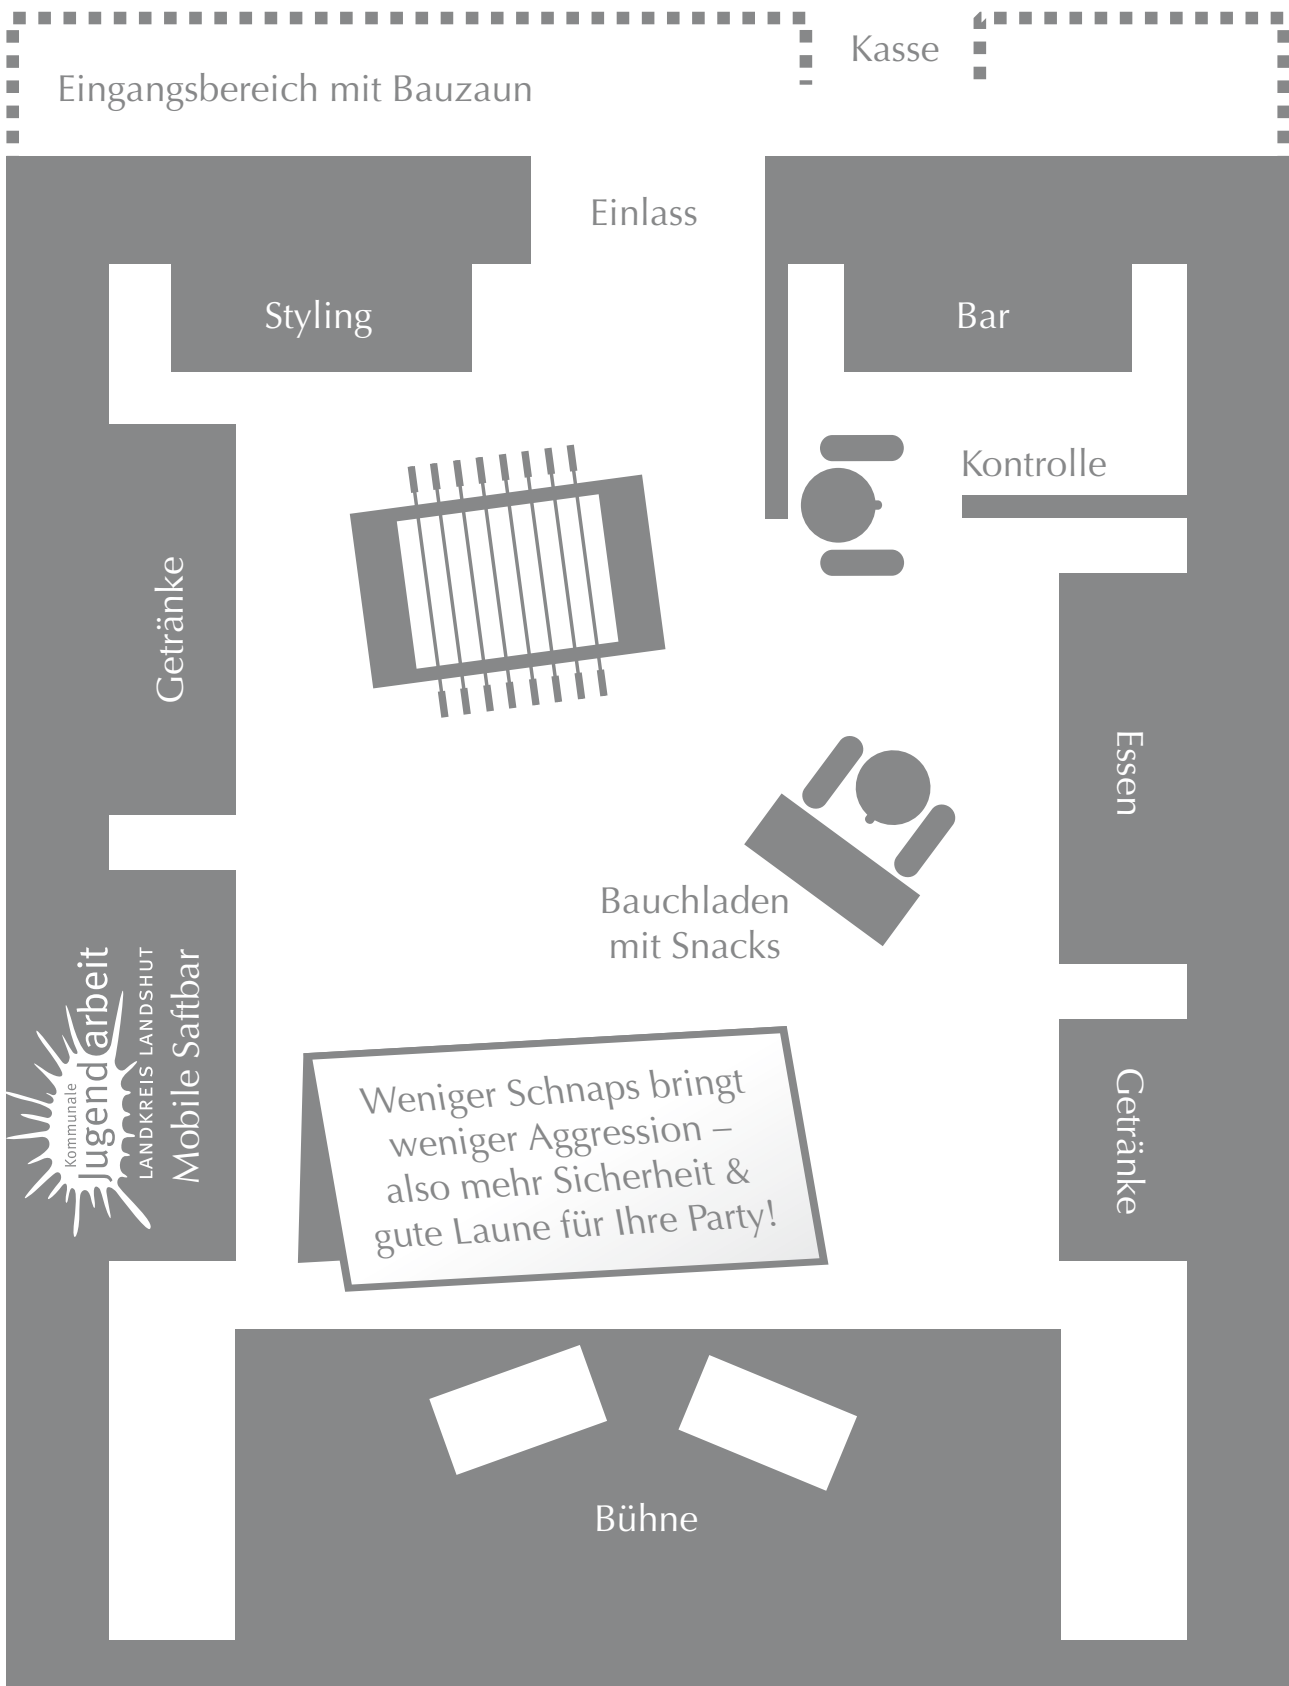 Kasse
Eingangsbereich mit Bauzaun
Einlass
Styling
Bar
Kontrolle
Getränke
Essen
Bauchladen
mit Snacks
Kommunale
Jugendarbeit
LANDKREIS LANDSHUT
Mobile Saftbar
Weniger Schnaps bringt
weniger Aggression –
also mehr Sicherheit &
gute Laune für Ihre Party!
Getränke
Bühne